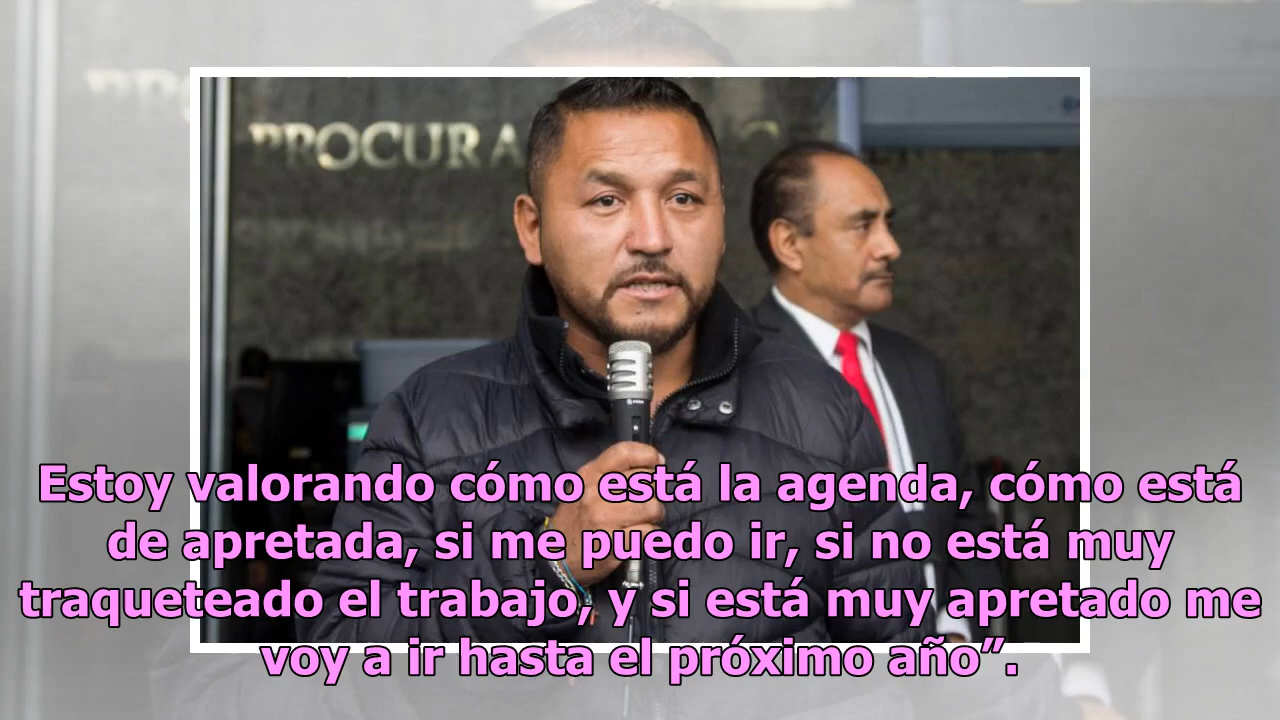 PROCURA
Estoy valorando cómo está la agenda, cómo está
de apretada, si me puedo ir, si no está muy
traqueteado el trabajo, y si está muy apretado me
voy a ir hasta el próximo año”.